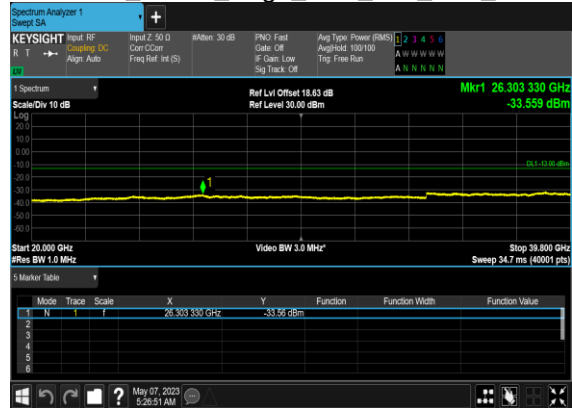 Spectrum Analyzer 1
Swept SA
+
KEYSIGHT Input: RF Input Z: 50 Ω #Atten: 30 dB PNO: Fast Avg Type: Power (RMS) 1 2 3 4 5 6
R T Coupling: DC Corr CCorr Gate: Off Avg|Hold: 100/100 A W W W W W
Align: Auto Freq Ref: Int (S) IF Gain: Low Trig: Free Run
Sig Track: Off A N N N N N
1 Spectrum Ref Lvl Offset 18.63 dB Mkr1 26.303 330 GHz
Scale/Div 10 dB Ref Level 30.00 dBm -33.559 dBm
Log
20.0
10.0
0.00
-10.0 DL1 -13.00 dBm
-20.0
-30.0 1
-40.0
-50.0
-60.0
Start 20.000 GHz Video BW 3.0 MHz* Stop 39.800 GHz
#Res BW 1.0 MHz Sweep 34.7 ms (40001 pts)
5 Marker Table
Mode Trace Scale X Y Function Function Width Function Value
1 N 1 f 26.303 330 GHz -33.56 dBm
2
3
4
5
6
? May 07, 2023
5:26:51 AM